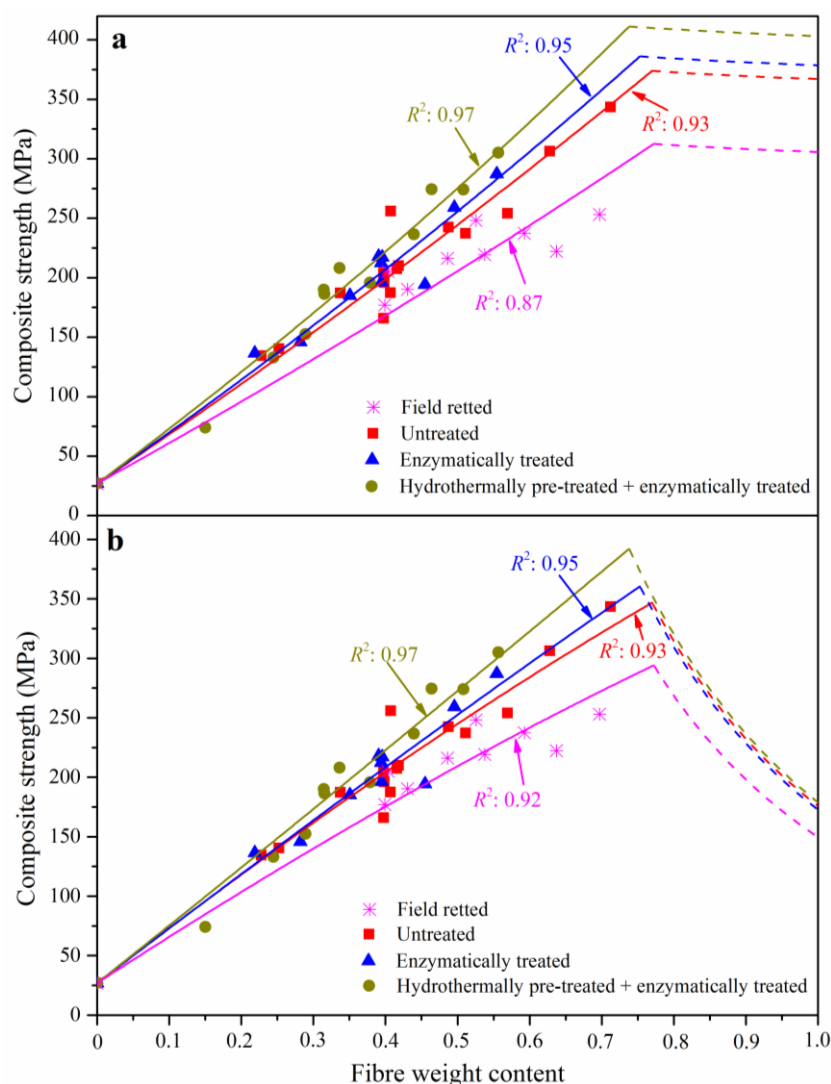 a
Composite strength (MPa)
400
350
300
250
200
150
100
50
0
R²: 0.97
R²: 0.95
R²: 0.93
R²: 0.87
Field retted
Untreated
Enzymatically treated
Hydrothermally pre-treated + enzymatically treated
b
Composite strength (MPa)
400
350
300
250
200
150
100
50
0
R²: 0.95
R²: 0.97
R²: 0.93
R²: 0.92
Field retted
Untreated
Enzymatically treated
Hydrothermally pre-treated + enzymatically treated
0 0.1 0.2 0.3 0.4 0.5 0.6 0.7 0.8 0.9 1.0
Fibre weight content